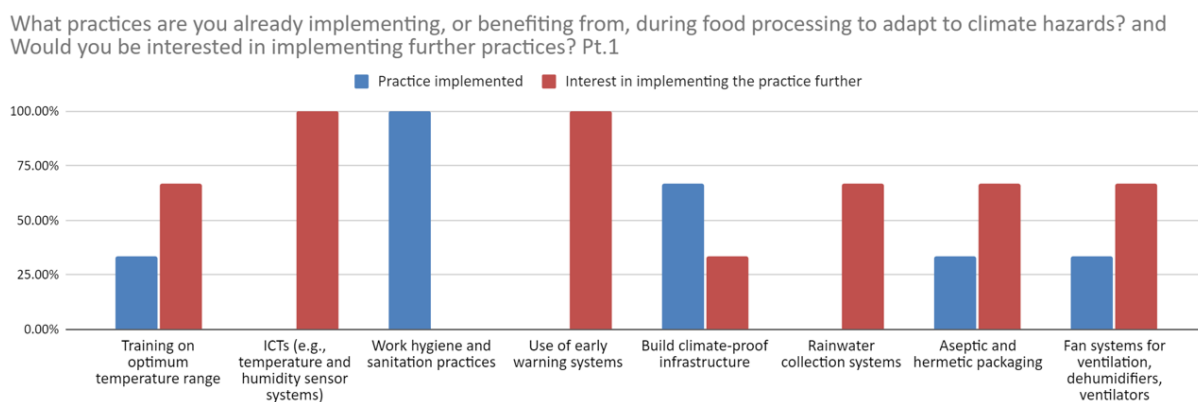 What practices are you already implementing, or benefiting from, during food processing to adapt to climate hazards? and
Would you be interested in implementing further practices? Pt.1
Practice implemented
Interest in implementing the practice further
100.00%
75.00%
50.00%
25.00%
0.00%
Training on
optimum
temperature range
ICTs (e.g.,
temperature and
humidity sensor
systems)
Work hygiene and
sanitation practices
Use of early
warning systems
Build climate-proof
infrastructure
Rainwater
collection systems
Aseptic and
hermetic packaging
Fan systems for
ventilation,
dehumidifiers,
ventilators